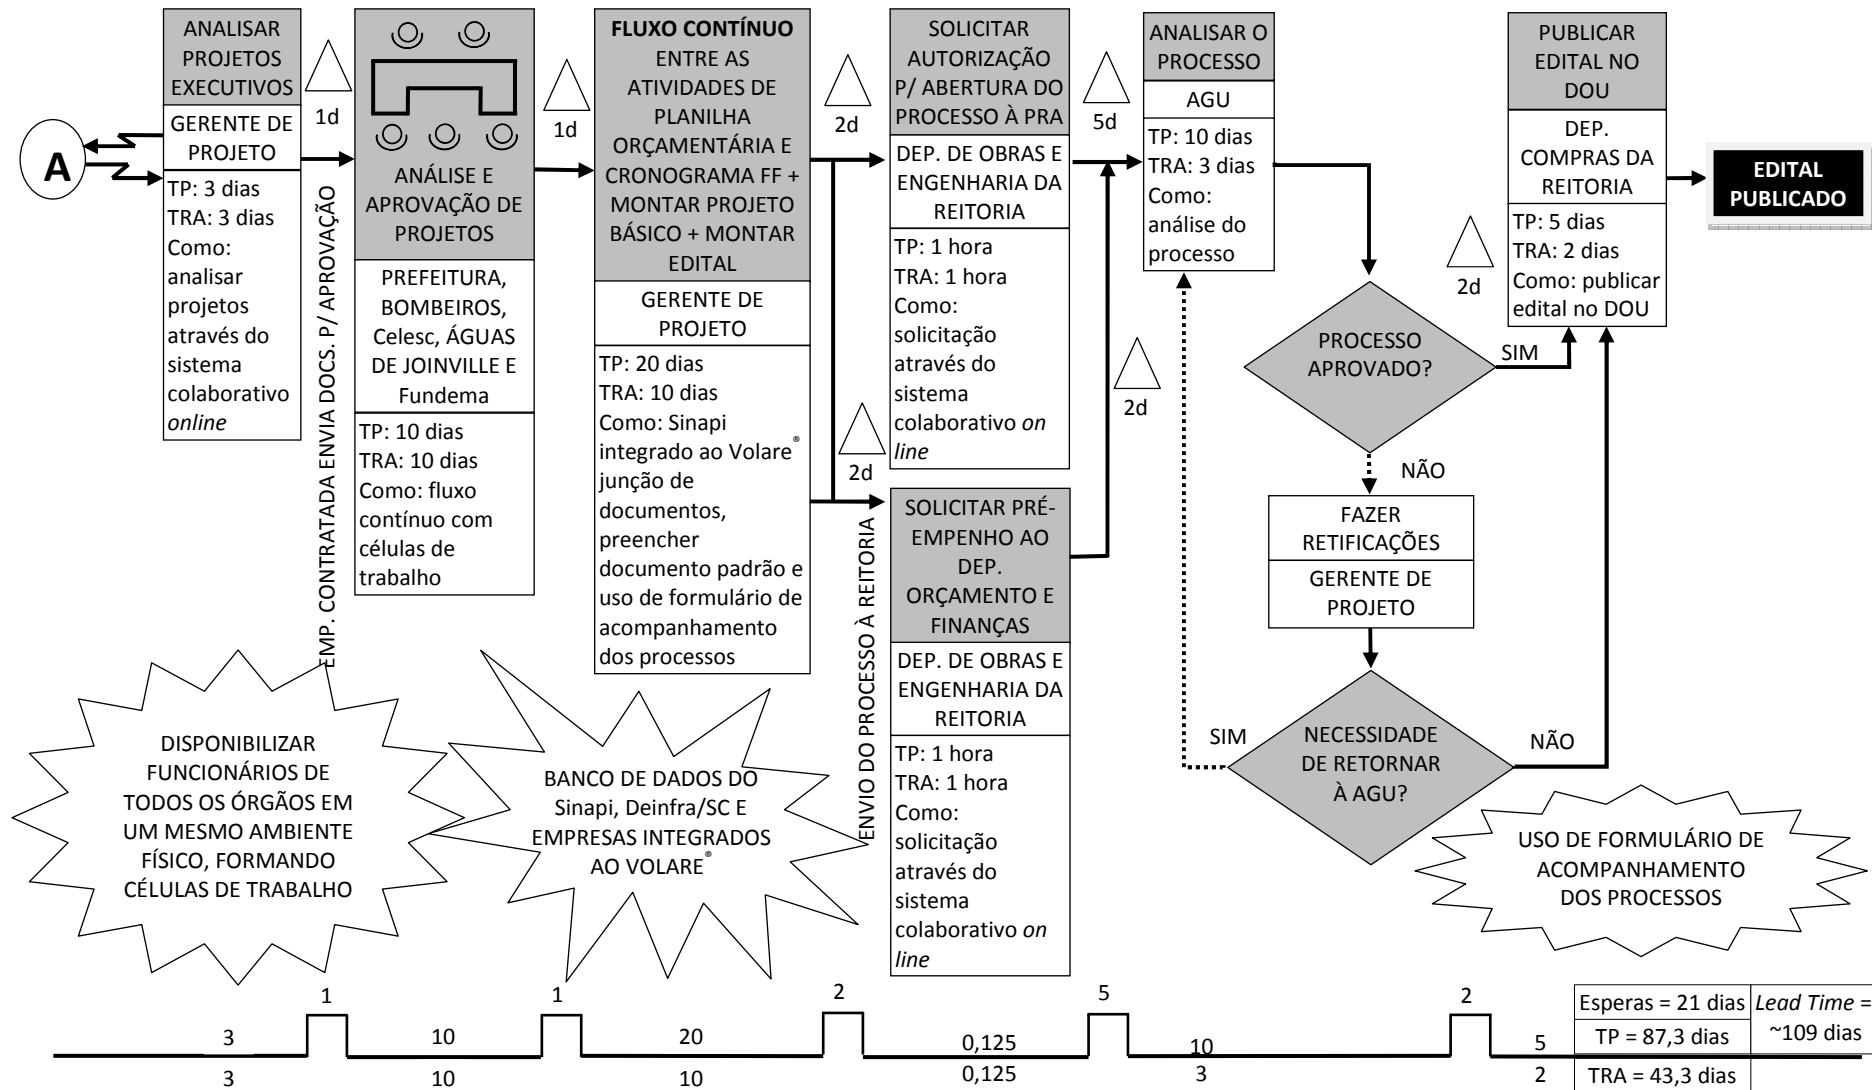 ANALISAR
PROJETOS
EXECUTIVOS
GERENTE DE
PROJETO
TP: 3 dias
TRA: 3 dias
Como:
analisar
projetos
através do
sistema
colaborativo
online
A
1d
EMP. CONTRATADA ENVIA DOCS. P/ APROVAÇÃO
ANÁLISE E
APROVAÇÃO DE
PROJETOS
PREFEITURA,
BOMBEIROS,
Celesc, ÁGUAS
DE JOINVILLE E
Fundema
TP: 10 dias
TRA: 10 dias
Como: fluxo
contínuo com
células de
trabalho
1d
FLUXO CONTÍNUO
ENTRE AS
ATIVIDADES DE
PLANILHA
ORÇAMENTÁRIA E
CRONOGRAMA FF +
MONTAR PROJETO
BÁSICO + MONTAR
EDITAL
GERENTE DE
PROJETO
TP: 20 dias
TRA: 10 dias
Como: Sinapi
integrado ao Volare®
junção de
documentos,
preencher
documento padrão e
uso de formulário de
acompanhamento
dos processos
2d
2d
ENVIO DO PROCESSO À REITORIA
SOLICITAR
AUTORIZAÇÃO
P/ ABERTURA DO
PROCESSO À PRA
DEP. DE OBRAS E
ENGENHARIA DA
REITORIA
TP: 1 hora
TRA: 1 hora
Como:
solicitação
através do
sistema
colaborativo on
line
SOLICITAR PRÉ-
EMPENHO AO
DEP.
ORÇAMENTO E
FINANÇAS
DEP. DE OBRAS E
ENGENHARIA DA
REITORIA
TP: 1 hora
TRA: 1 hora
Como:
solicitação
através do
sistema
colaborativo on
line
5d
2d
ANALISAR O
PROCESSO
AGU
TP: 10 dias
TRA: 3 dias
Como:
análise do
processo
PROCESSO
APROVADO?
SIM
NÃO
FAZER
RETIFICAÇÕES
GERENTE DE
PROJETO
NECESSIDADE
DE RETORNAR
À AGU?
SIM
NÃO
2d
PUBLICAR
EDITAL NO
DOU
DEP.
COMPRAS DA
REITORIA
TP: 5 dias
TRA: 2 dias
Como: publicar
edital no DOU
EDITAL
PUBLICADO
DISPONIBILIZAR
FUNCIONÁRIOS DE
TODOS OS ÓRGÃOS EM
UM MESMO AMBIENTE
FÍSICO, FORMANDO
CÉLULAS DE TRABALHO
BANCO DE DADOS DO
Sinapi, Deinfra/SC E
EMPRESAS INTEGRADOS
AO VOLARE®
USO DE FORMULÁRIO DE
ACOMPANHAMENTO
DOS PROCESSOS
1 1 2 5 2
3 10 20 0,125 10 5
3 10 10 0,125 3 2
Esperas = 21 dias
TP = 87,3 dias
TRA = 43,3 dias
Lead Time =
~109 dias